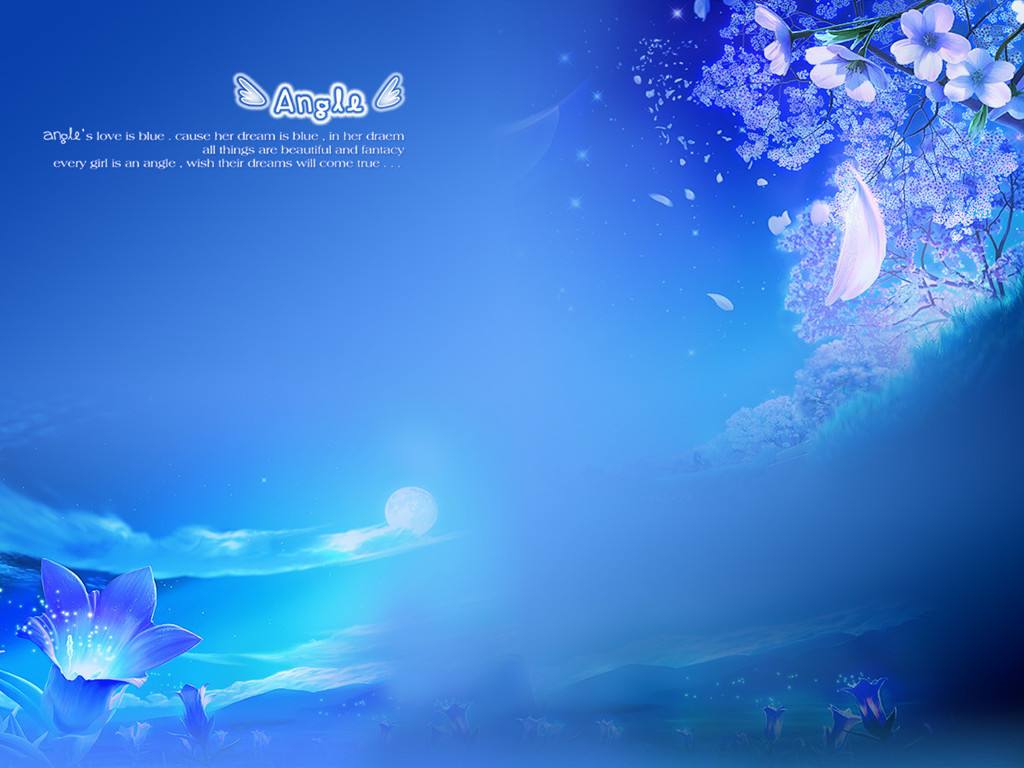 Angle
angle's love is blue . cause her dream is blue , in her draem
all things are beautiful and fantacy
every girl is an angle , wish their dreams will come true . . .